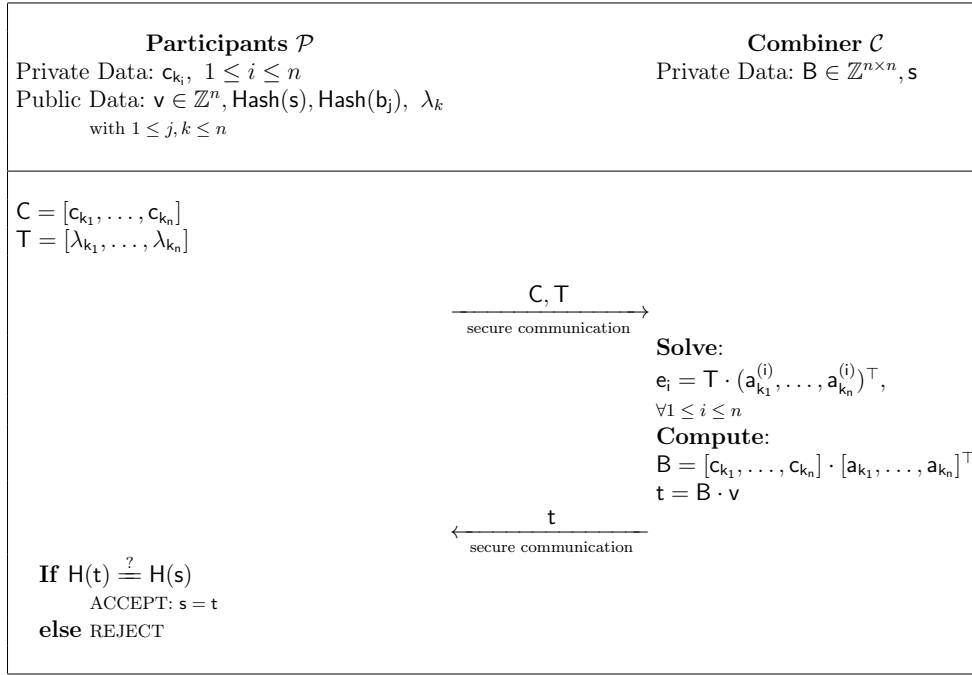 Participants 𝒫
Private Data: c_{k_i}, 1 ≤ i ≤ n
Public Data: v ∈ ℤ^n, Hash(s), Hash(b_j), λ_k
with 1 ≤ j, k ≤ n
Combiner 𝒞
Private Data: B ∈ ℤ^{n×n}, s
C = [c_{k_1}, . . . , c_{k_n}]
T = [λ_{k_1}, . . . , λ_{k_n}]
C, T
secure communication
Solve:
e_i = T · (a_{k_1}^{(i)}, . . . , a_{k_n}^{(i)})^⊤,
∀1 ≤ i ≤ n
Compute:
B = [c_{k_1}, . . . , c_{k_n}] · [a_{k_1}, . . . , a_{k_n}]^⊤
t = B · v
t
secure communication
If H(t) =^? H(s)
ACCEPT: s = t
else REJECT